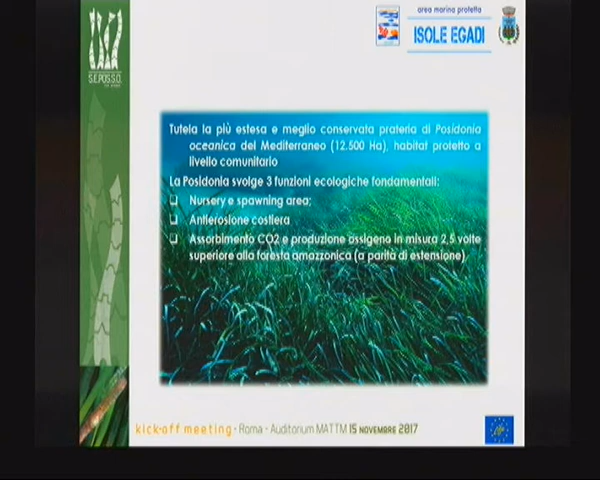 area marina protetta
ISOLE EGADI
S.E.POS.S.O.
Tutela la più estesa e meglio conservata prateria di Posidonia
oceanica del Mediterraneo (12.500 Ha), habitat protetto a
livello comunitario
La Posidonia svolge 3 funzioni ecologiche fondamentali:
Nursery e spawning area;
Antierosione costiera
Assorbimento CO2 e produzione ossigeno in misura 2,5 volte
superiore alla foresta amazzonica (a parità di estensione)
kick-off meeting - Roma - Auditorium MATTM 15 NOVEMBRE 2017